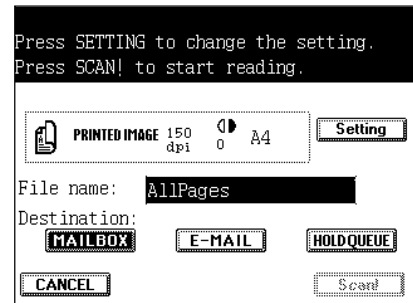 Press SETTING to change the setting.
Press SCAN! to start reading.
PRINTED IMAGE 150 dpi 0 A4 Setting
File name: AllPages
Destination:
MAILBOX E-MAIL HOLD QUEUE
CANCEL Scan!